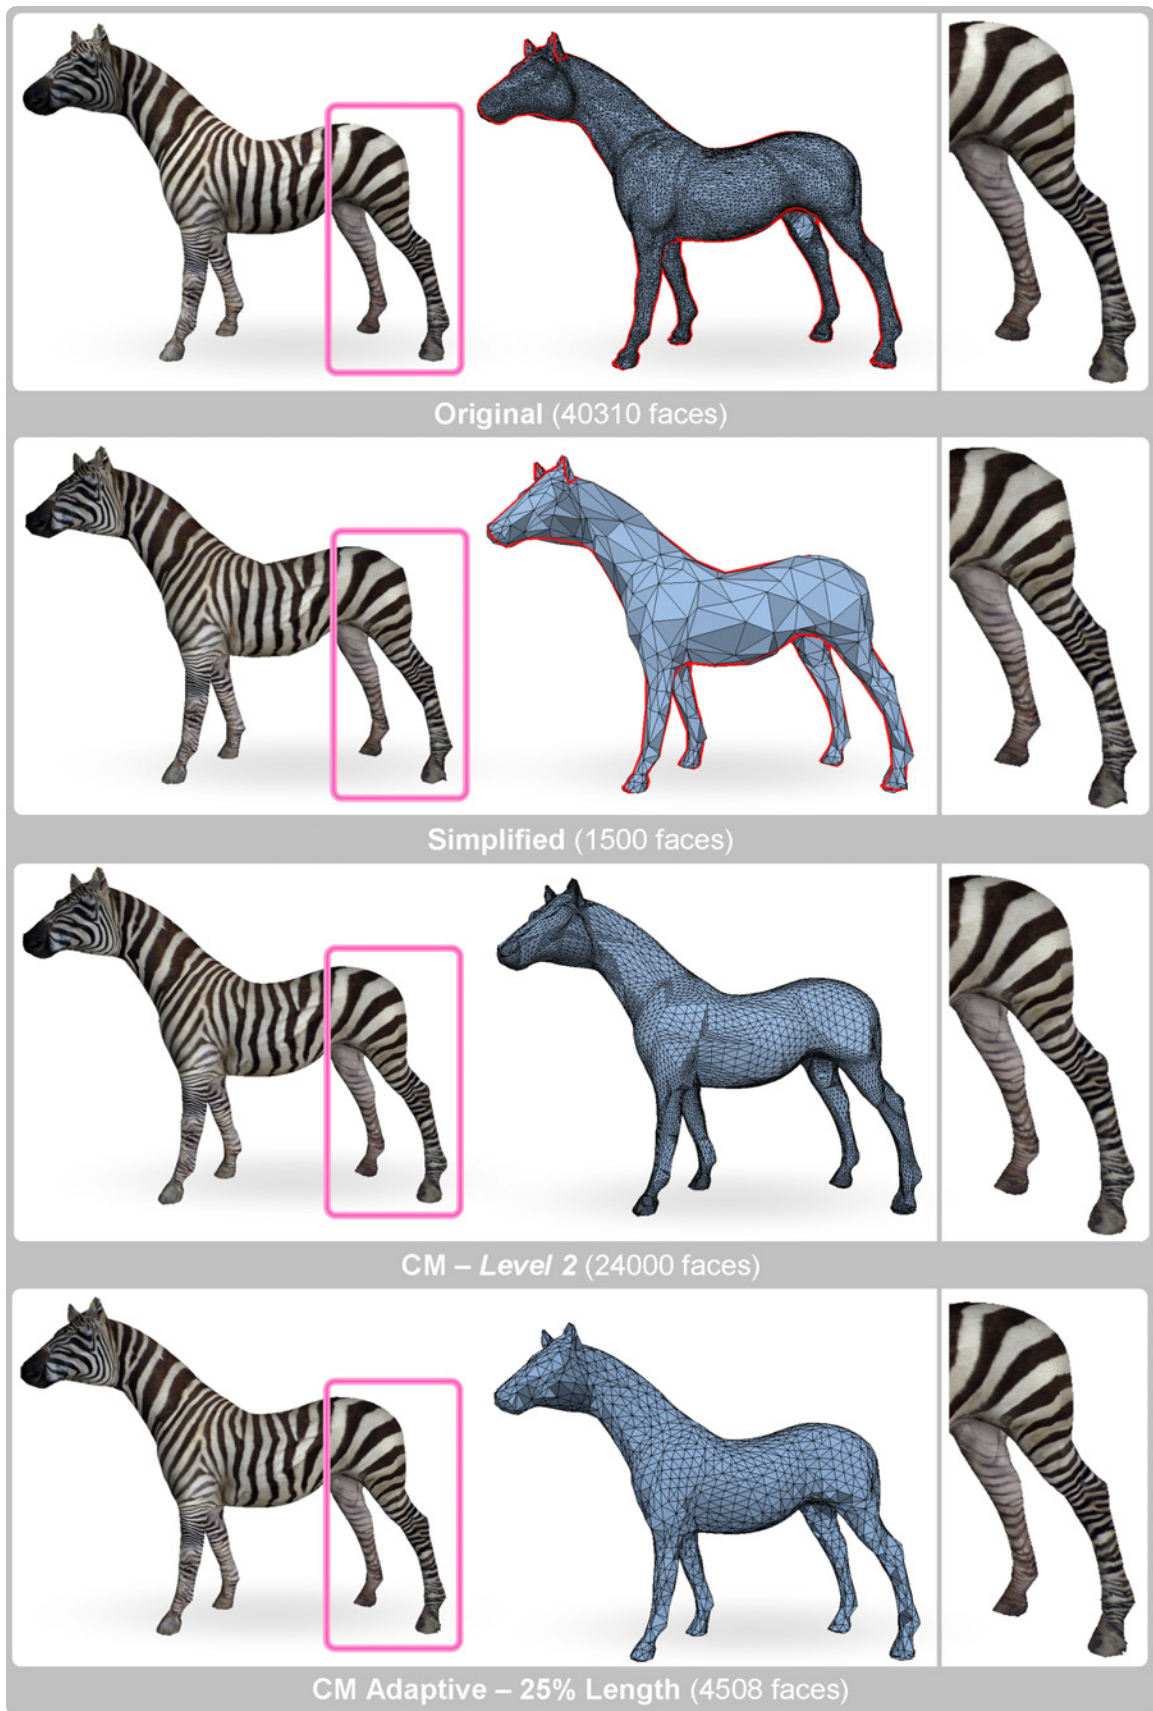 Original (40310 faces)
Simplified (1500 faces)
CM – Level 2 (24000 faces)
CM Adaptive – 25% Length (4508 faces)